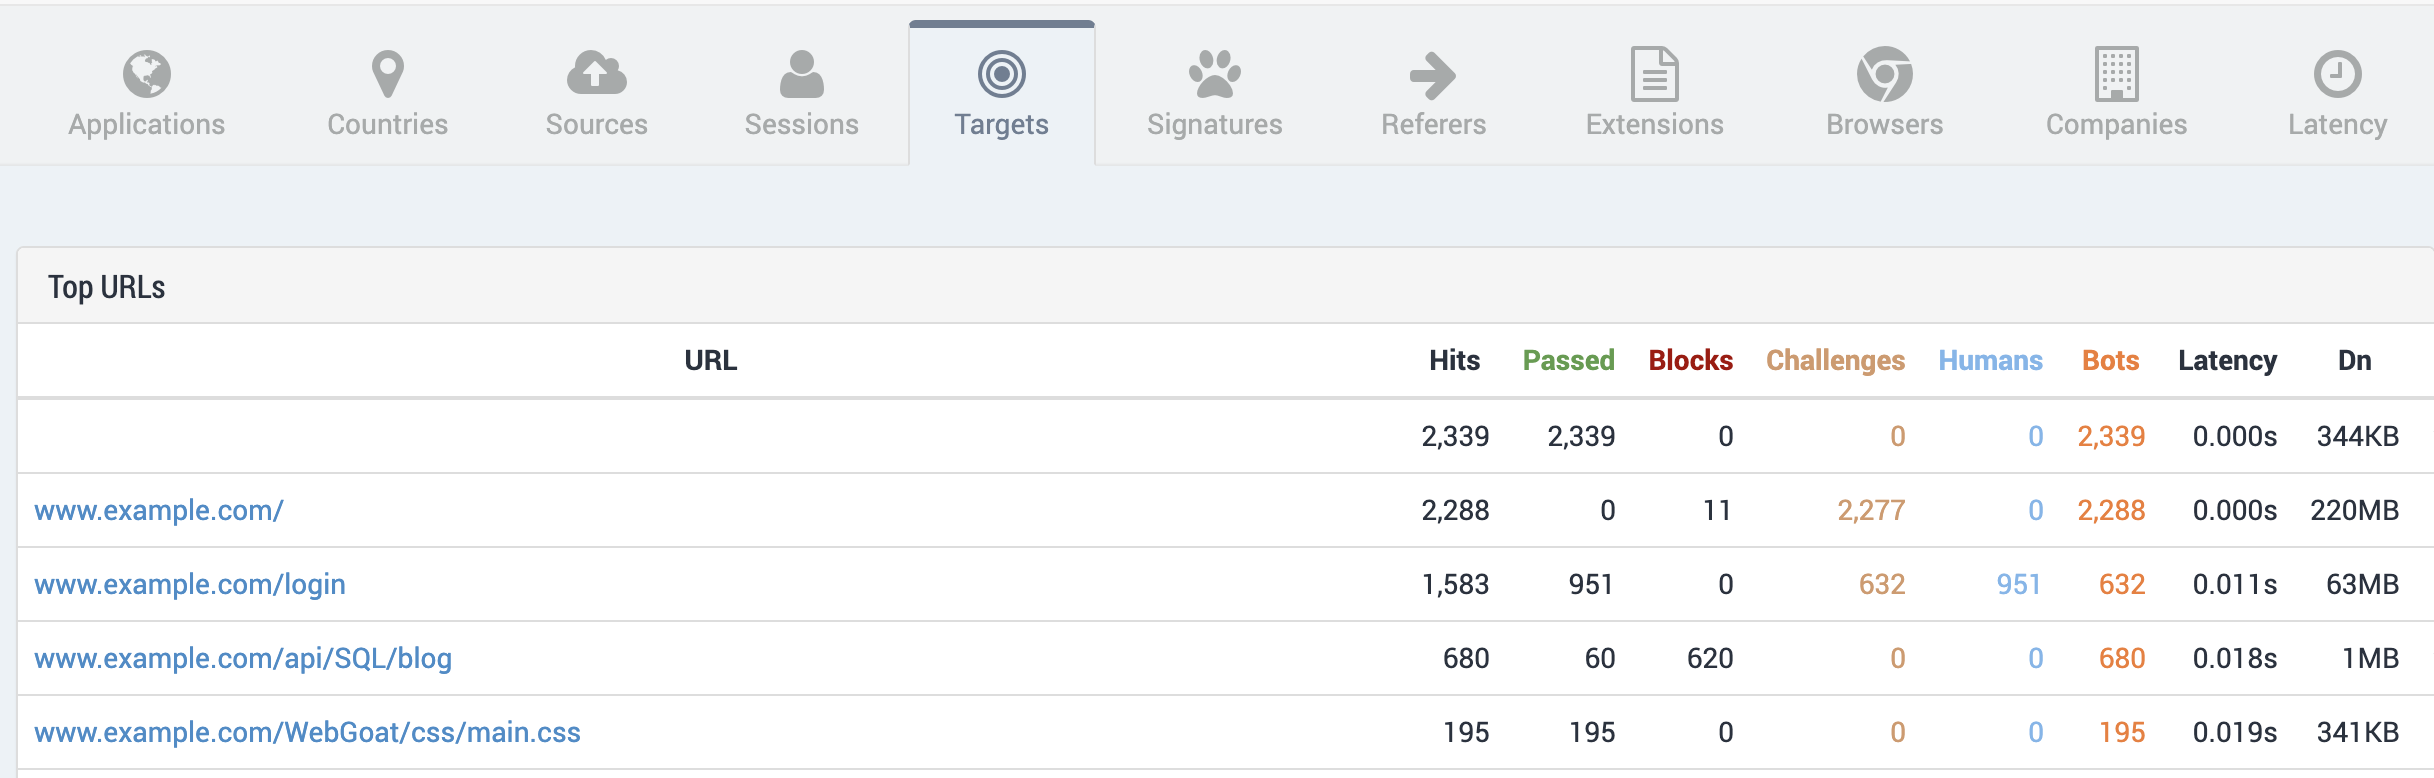 Applications Countries Sources Sessions Targets Signatures Referers Extensions Browsers Companies Latency
Top URLs
URL Hits Passed Blocks Challenges Humans Bots Latency Dn
2,339 2,339 0 0 0 2,339 0.000s 344KB
www.example.com/ 2,288 0 11 2,277 0 2,288 0.000s 220MB
www.example.com/login 1,583 951 0 632 951 632 0.011s 63MB
www.example.com/api/SQL/blog 680 60 620 0 0 680 0.018s 1MB
www.example.com/WebGoat/css/main.css 195 195 0 0 0 195 0.019s 341KB